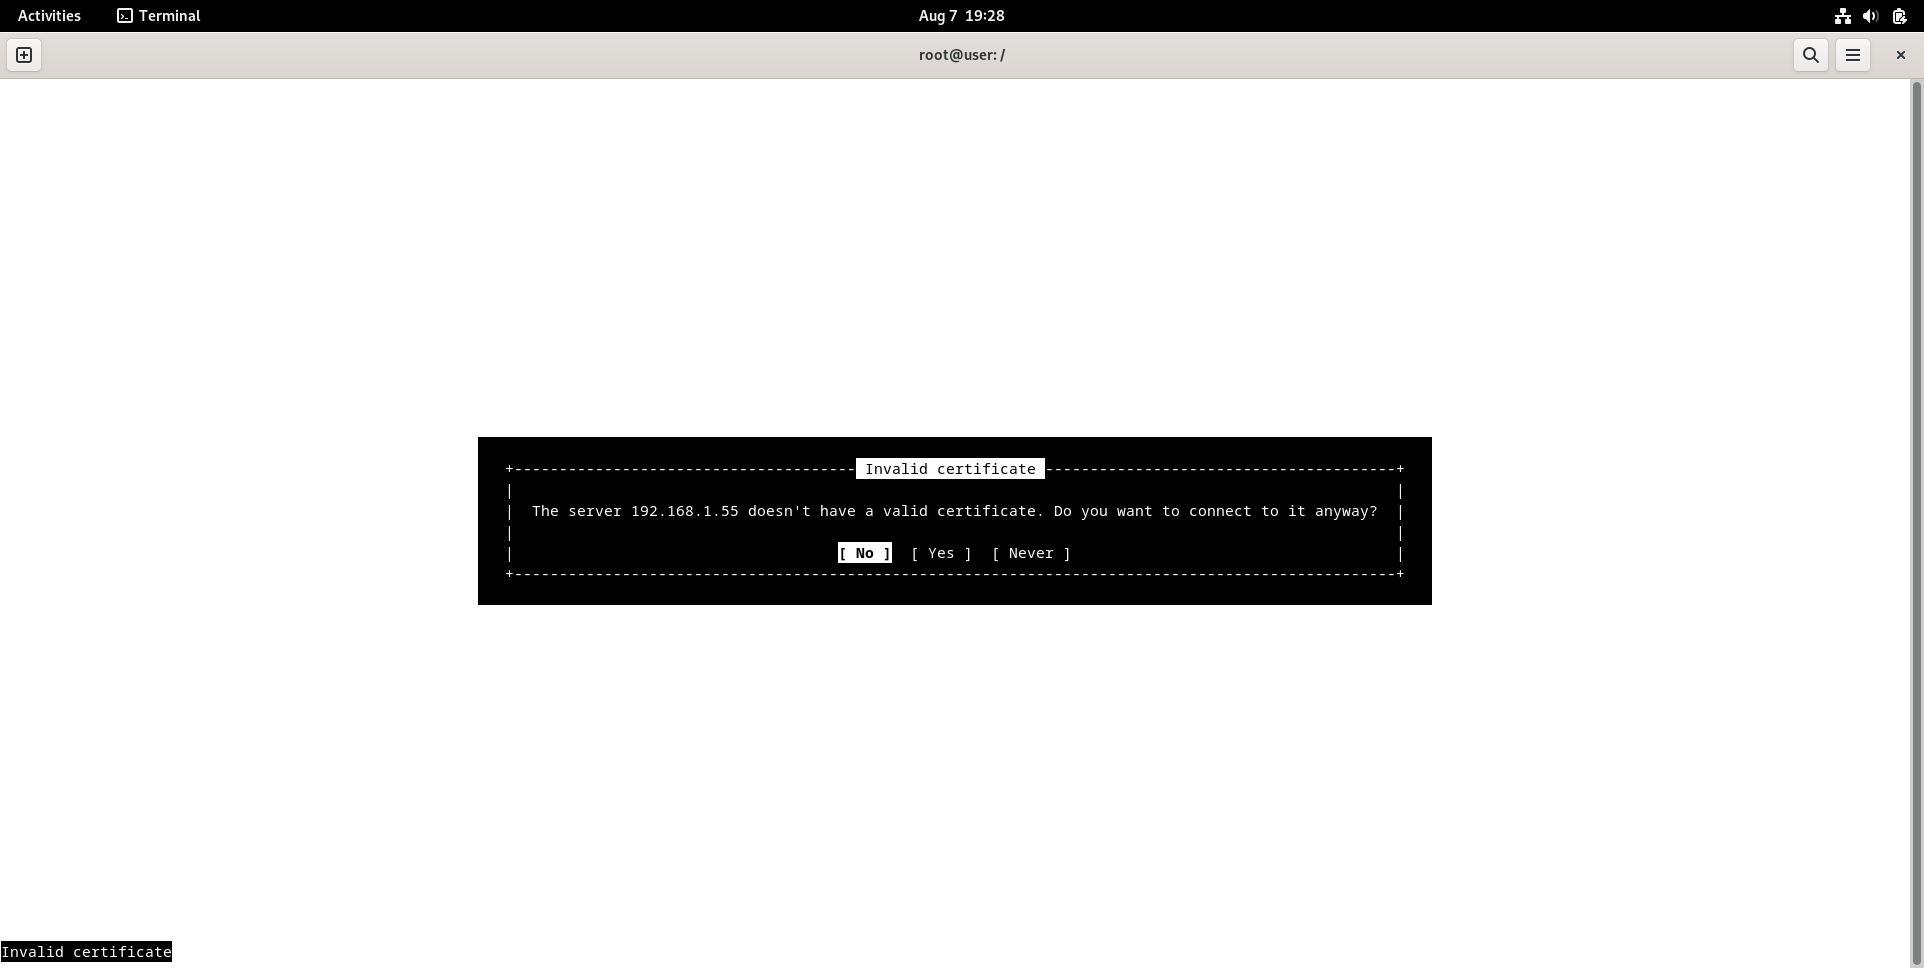 Activities Terminal Aug 7 19:28
root@user: /
Invalid certificate
The server 192.168.1.55 doesn't have a valid certificate. Do you want to connect to it anyway?
[ No ] [ Yes ] [ Never ]
Invalid certificate